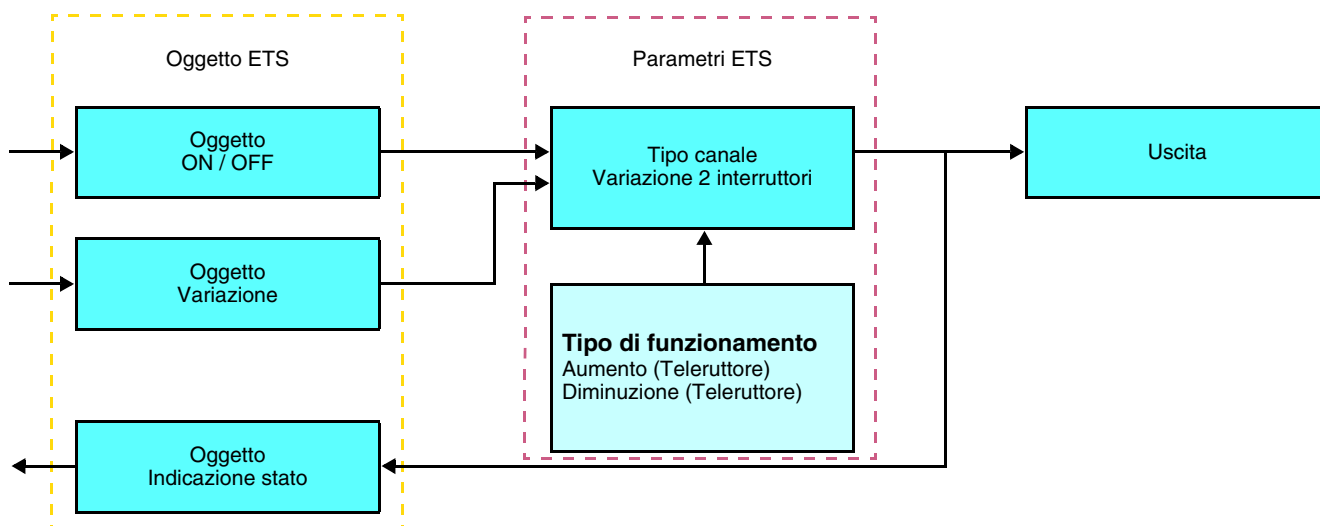 Oggetto ETS
Parametri ETS
Oggetto
ON / OFF
Tipo canale
Variazione 2 interruttori
Uscita
Oggetto
Variazione
Tipo di funzionamento
Aumento (Teleruttore)
Diminuzione (Teleruttore)
Oggetto
Indicazione stato